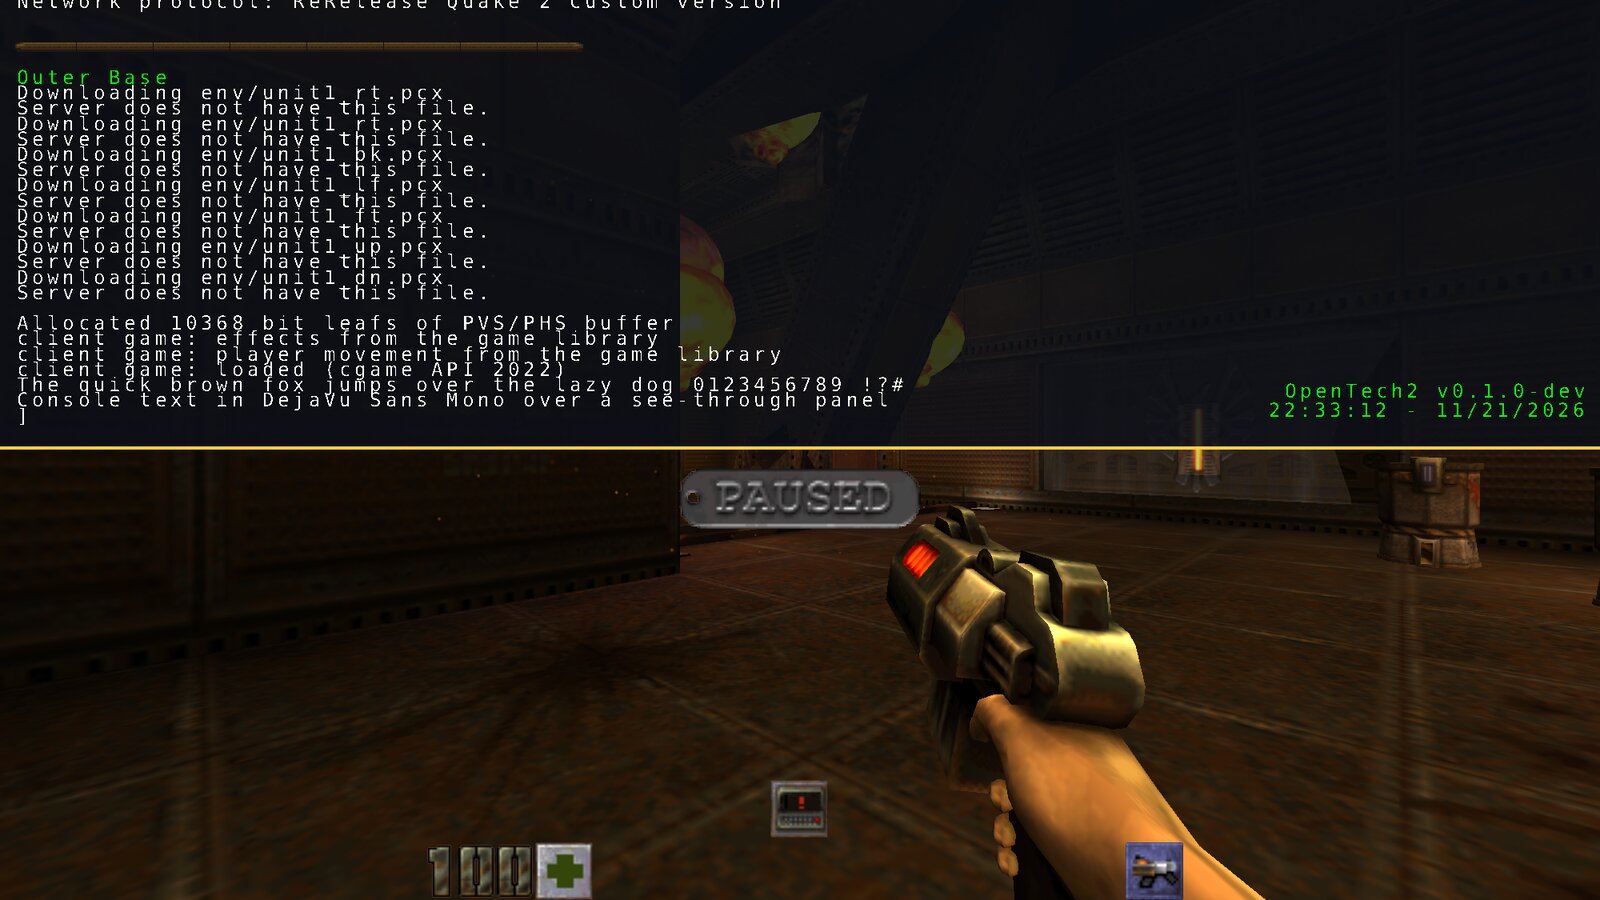 Network protocol: ReRelease Quake 2 Custom version
Outer Base
Downloading env/unit1_rt.pcx
Server does not have this file.
Downloading env/unit1_rt.pcx
Server does not have this file.
Downloading env/unit1_bk.pcx
Server does not have this file.
Downloading env/unit1_lf.pcx
Server does not have this file.
Downloading env/unit1_ft.pcx
Server does not have this file.
Downloading env/unit1_up.pcx
Server does not have this file.
Downloading env/unit1_dn.pcx
Server does not have this file.
Allocated 10368 bit leafs of PVS/PHS buffer
client game: effects from the game library
client game: player movement from the game library
client game: loaded (cgame API 2022)
The quick brown fox jumps over the lazy dog 0123456789 !?#
Console text in DejaVu Sans Mono over a see-through panel
]
OpenTech2 v0.1.0-dev
22:33:12 - 11/21/2026
PAUSED
100